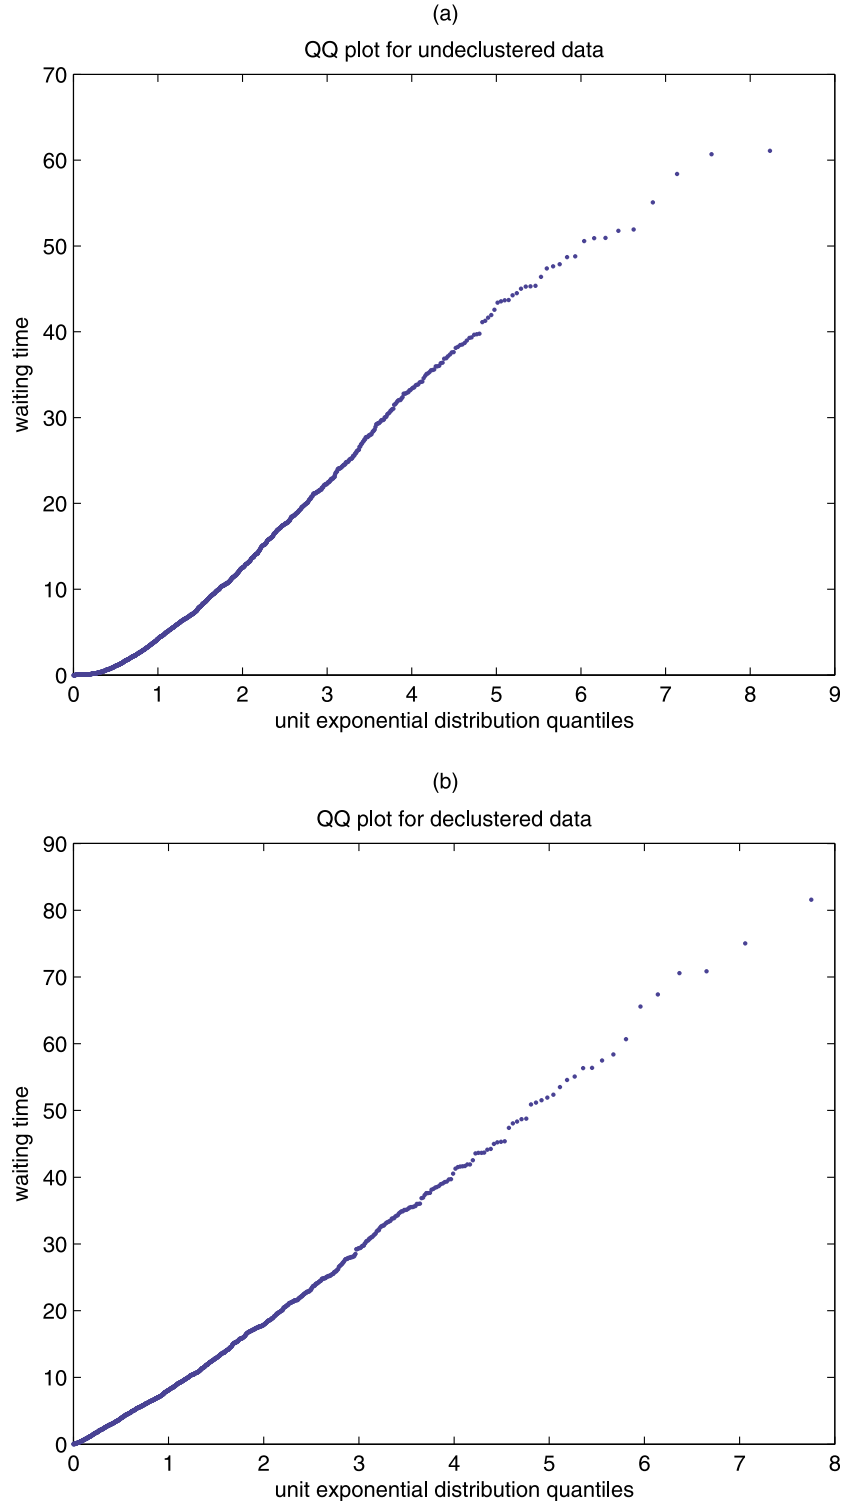 (a)
QQ plot for undeclustered data
70
60
50
40
30
20
10
0
waiting time
0 1 2 3 4 5 6 7 8 9
unit exponential distribution quantiles
(b)
QQ plot for declustered data
90
80
70
60
50
40
30
20
10
0
waiting time
0 1 2 3 4 5 6 7 8
unit exponential distribution quantiles